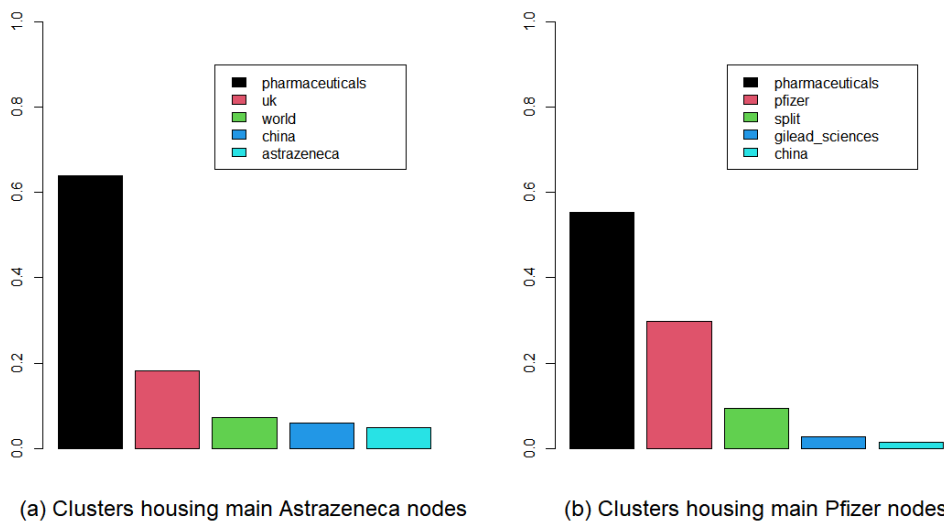 1.0
0.8
0.6
0.4
0.2
0.0
pharmaceuticals
uk
world
china
astrazeneca
(a) Clusters housing main Astrazeneca nodes
1.0
0.8
0.6
0.4
0.2
0.0
pharmaceuticals
pfizer
split
gilead_sciences
china
(b) Clusters housing main Pfizer nodes